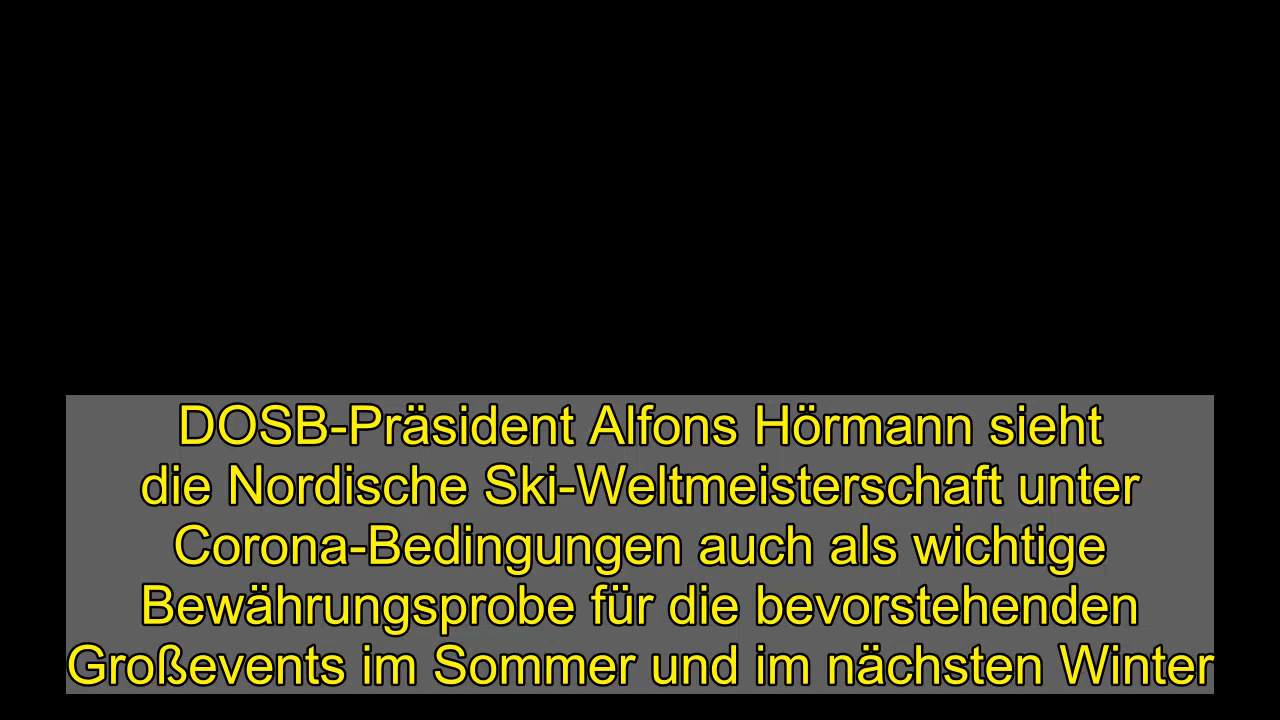 DOSB-Präsident Alfons Hörmann sieht
die Nordische Ski-Weltmeisterschaft unter
Corona-Bedingungen auch als wichtige
Bewährungsprobe für die bevorstehenden
Großevents im Sommer und im nächsten Winter